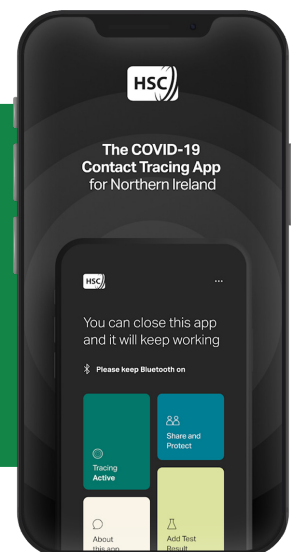 HSC
The COVID-19
Contact Tracing App
for Northern Ireland
HSC
You can close this app
and it will keep working
Please keep Bluetooth on
Share and
Protect
Tracing
Active
About
this app
Add Test
Result